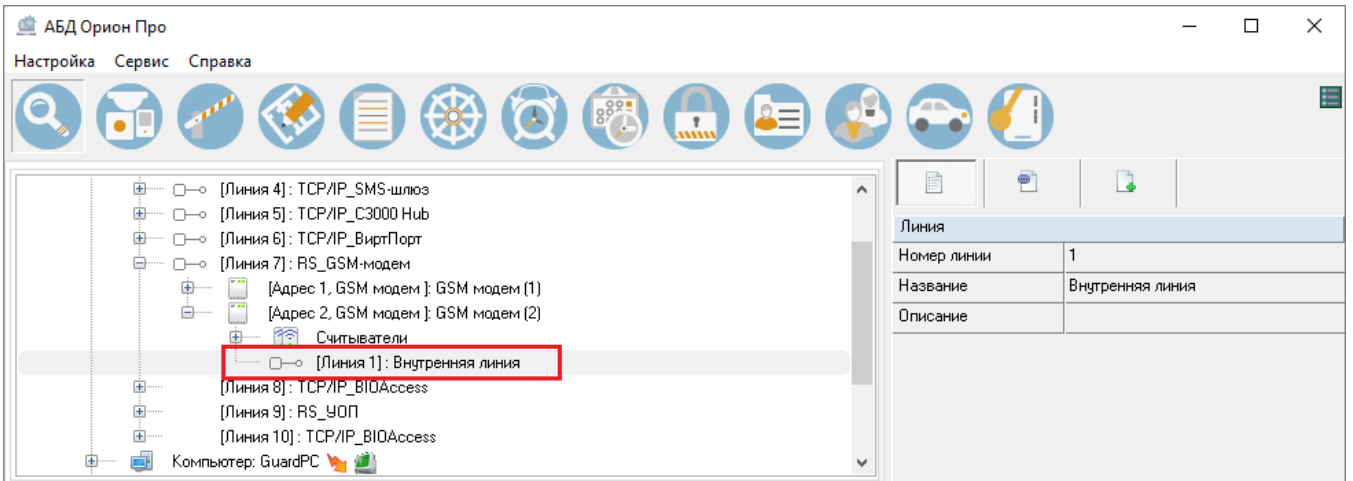 АБД Орион Про
Настройка Сервис Справка
[Линия 4] : TCP/IP_SMS-шлюз
[Линия 5] : TCP/IP_C3000 Hub
[Линия 6] : TCP/IP_ВиртПорт
[Линия 7] : RS_GSM-модем
[Адрес 1, GSM модем ]: GSM модем (1)
[Адрес 2, GSM модем ]: GSM модем (2)
Считыватели
[Линия 1] : Внутренняя линия
[Линия 8] : TCP/IP_BIOAccess
[Линия 9] : RS_УОП
[Линия 10] : TCP/IP_BIOAccess
Компьютер: GuardPC
Линия
Номер линии 1
Название Внутренняя линия
Описание